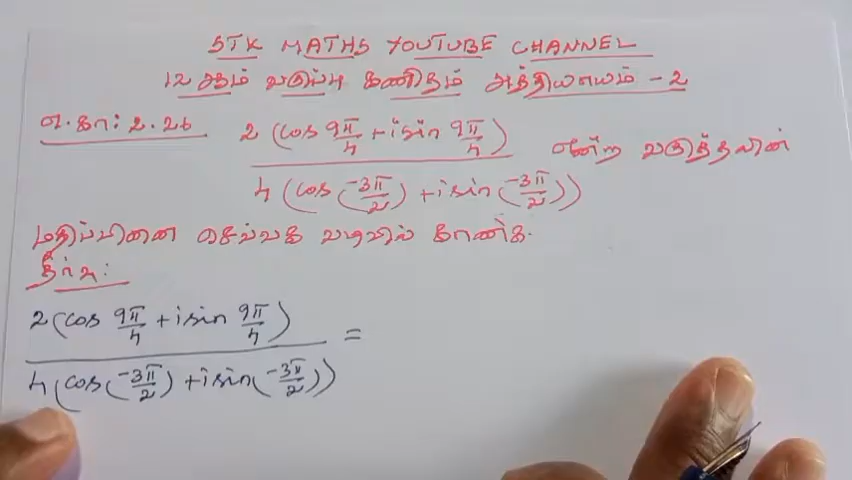 STK MATHS YOUTUBE CHANNEL
12 ஆம் வகுப்பு கணிதம் அத்தியாயம் - 2
எ.கா: 2.26 2 (cos 9π/4 + i sin 9π/4) / 4 (cos (-3π/2) + i sin (-3π/2)) என்ற வகுத்தலின்
மதிப்பினை செவ்வக வடிவில் காண்க.
தீர்வு:
2 (cos 9π/4 + i sin 9π/4) / 4 (cos (-3π/2) + i sin (-3π/2)) =